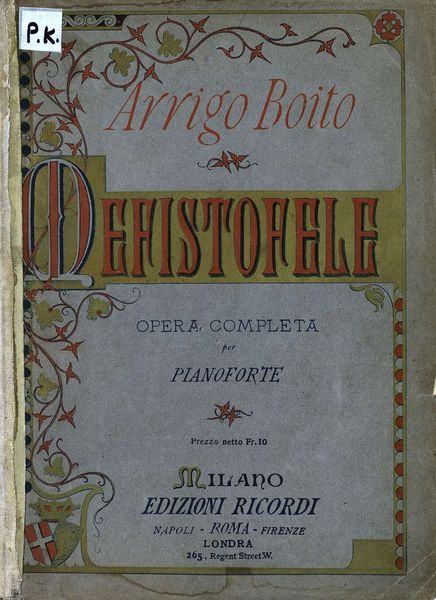 P.K.
Arrigo Boito
MEFISTOFELE
OPERA COMPLETA
per
PIANOFORTE
Prezzo netto Fr. 10
MILANO
EDIZIONI RICORDI
NAPOLI - ROMA - FIRENZE
LONDRA
265, Regent Street.W.